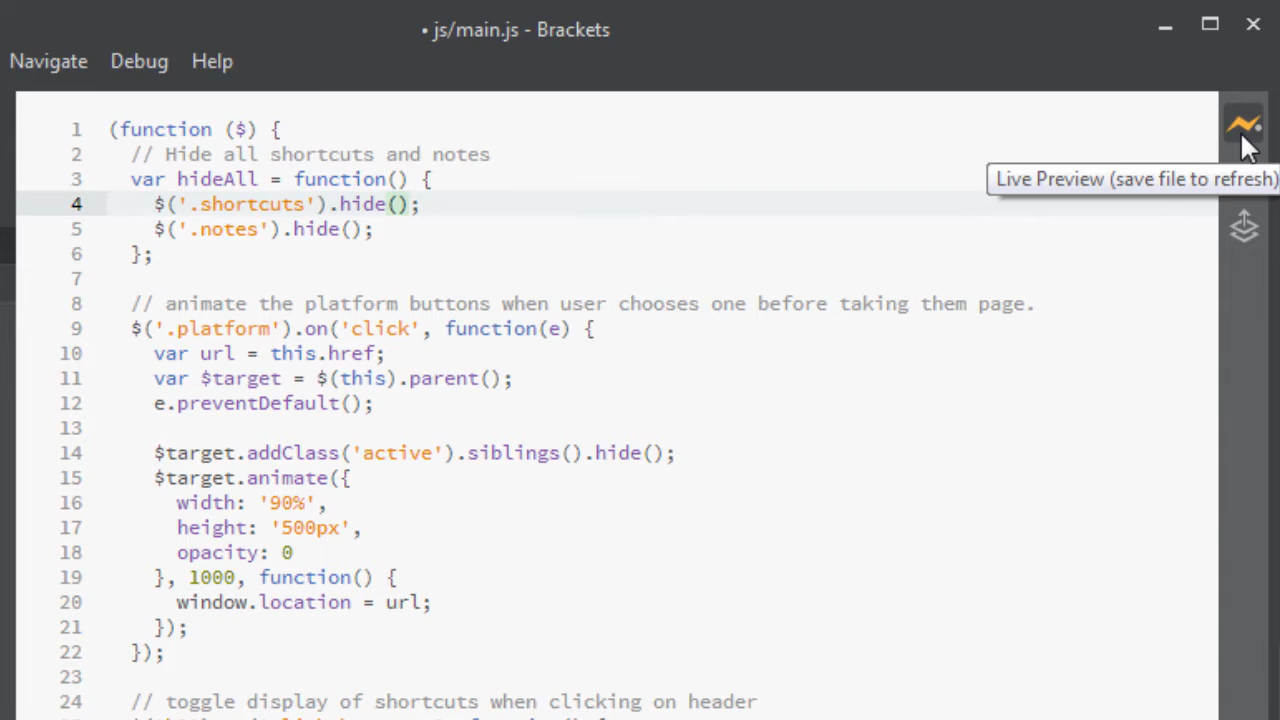 • js/main.js - Brackets
Navigate Debug Help
1 (function ($) {
2 // Hide all shortcuts and notes
3 var hideAll = function() {
Live Preview (save file to refresh)
4 $('.shortcuts').hide();
5 $('.notes').hide();
6 };
7
8 // animate the platform buttons when user chooses one before taking them page.
9 $('.platform').on('click', function(e) {
10 var url = this.href;
11 var $target = $(this).parent();
12 e.preventDefault();
13
14 $target.addClass('active').siblings().hide();
15 $target.animate({
16 width: '90%',
17 height: '500px',
18 opacity: 0
19 }, 1000, function() {
20 window.location = url;
21 });
22 });
23
24 // toggle display of shortcuts when clicking on header